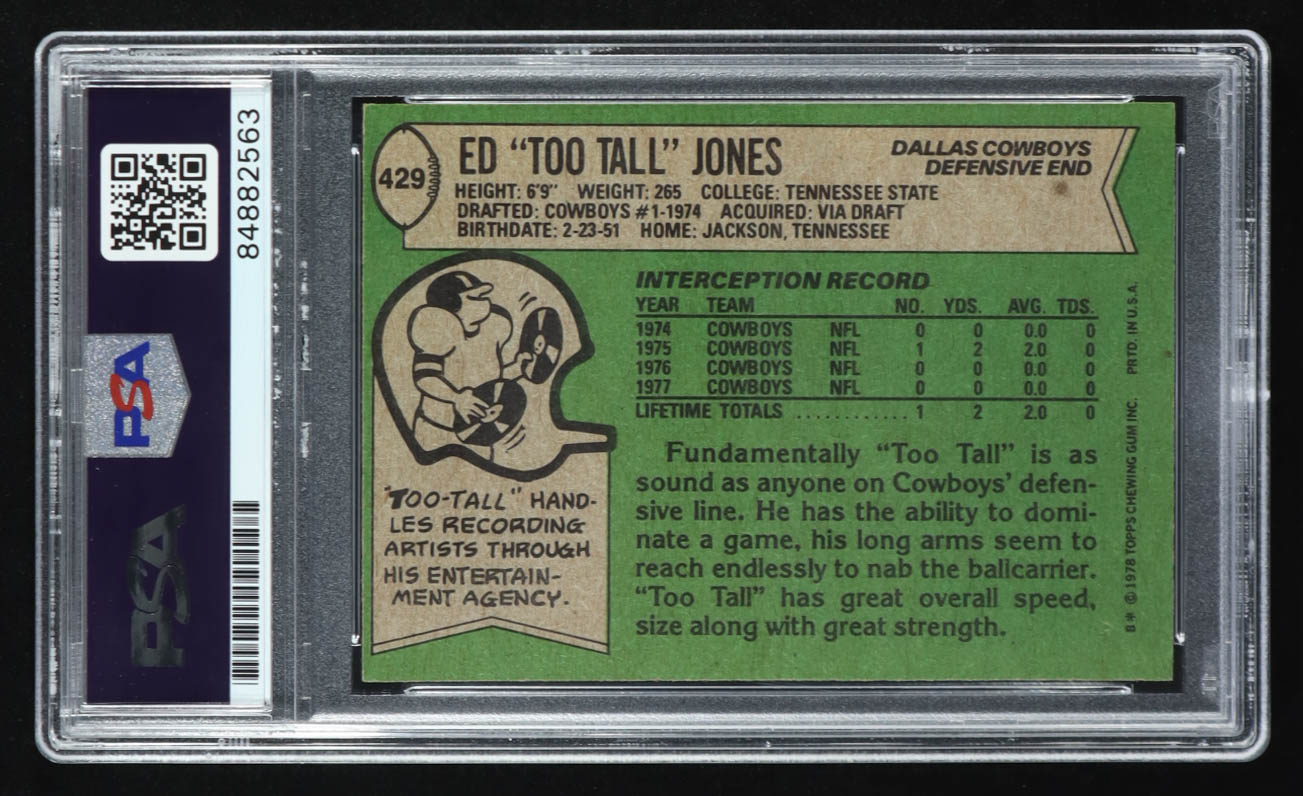 84882563
PSA
PSA
429
ED "TOO TALL" JONES
DALLAS COWBOYS
DEFENSIVE END
HEIGHT: 6'9" WEIGHT: 265 COLLEGE: TENNESSEE STATE
DRAFTED: COWBOYS #1-1974 ACQUIRED: VIA DRAFT
BIRTHDATE: 2-23-51 HOME: JACKSON, TENNESSEE
"TOO-TALL" HAND-
LES RECORDING
ARTISTS THROUGH
HIS ENTERTAIN-
MENT AGENCY.
INTERCEPTION RECORD
YEAR TEAM NO. YDS. AVG. TDS.
1974 COWBOYS NFL 0 0 0.0 0
1975 COWBOYS NFL 1 2 2.0 0
1976 COWBOYS NFL 0 0 0.0 0
1977 COWBOYS NFL 0 0 0.0 0
LIFETIME TOTALS ............ 1 2 2.0 0
Fundamentally "Too Tall" is as
sound as anyone on Cowboys' defen-
sive line. He has the ability to domi-
nate a game, his long arms seem to
reach endlessly to nab the ballcarrier.
"Too Tall" has great overall speed,
size along with great strength.
8* © 1978 TOPPS CHEWING GUM INC. PRTD. IN U.S.A.